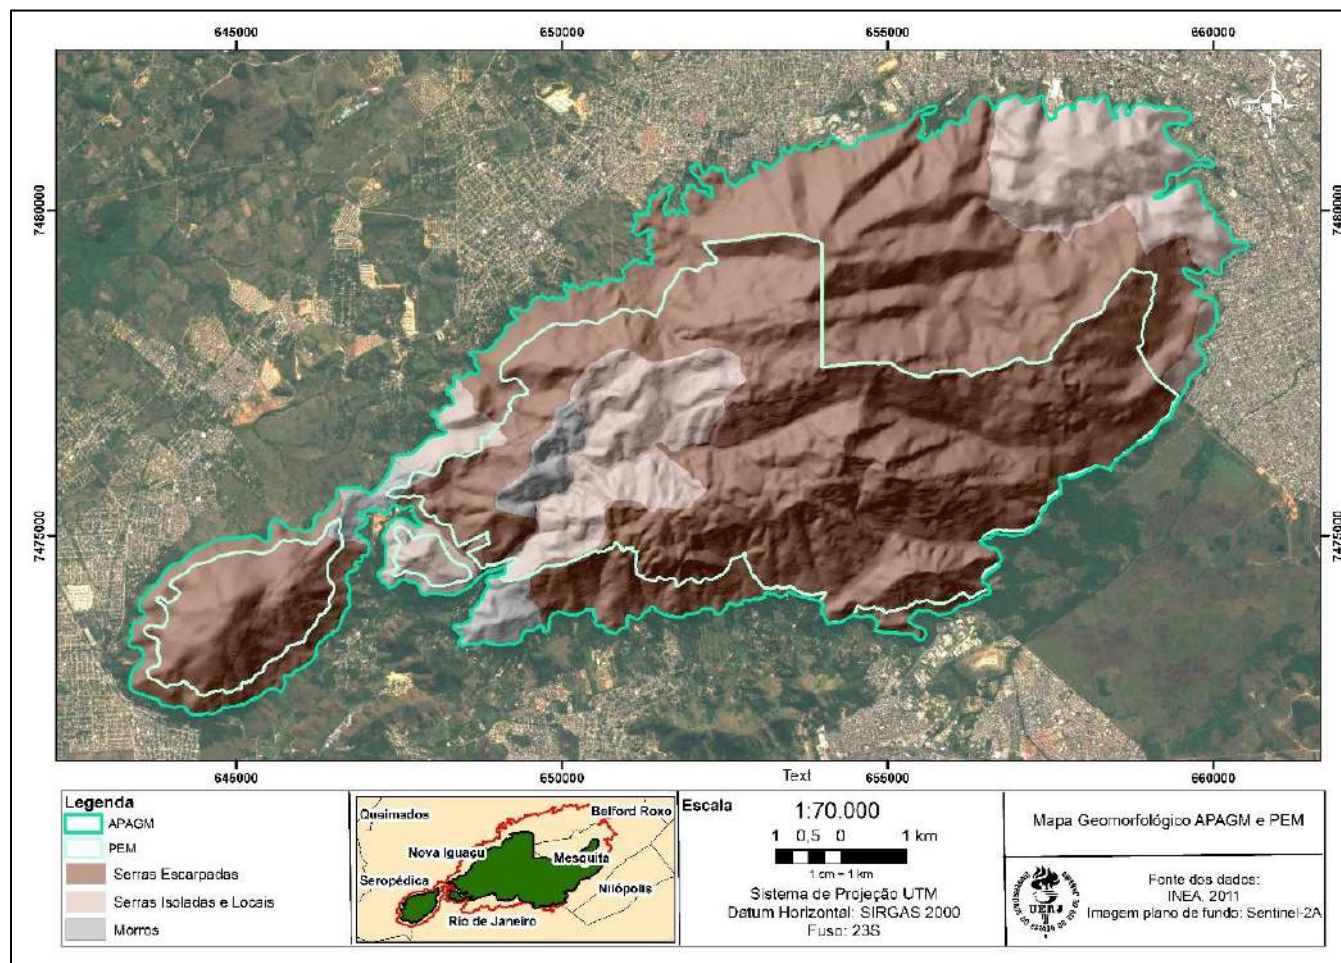 645000 650000 655000 660000
7480000 7480000
7475000 7475000
645000 650000 655000 660000
Text
Legenda
APAGM
PEM
Serras Escarpadas
Serras Isoladas e Locais
Morros
Queimados
Belford Roxo
Nova Iguaçu
Mesquita
Seropédica
Nilópolis
Rio de Janeiro
Escala
1:70.000
1 0,5 0 1 km
1 cm = 1 km
Sistema de Projeção UTM
Datum Horizontal: SIRGAS 2000
Fuso: 23S
Mapa Geomorfológico APAGM e PEM
UERJ
Fonte dos dados:
INEA, 2011
Imagem plano de fundo: Sentinel-2A